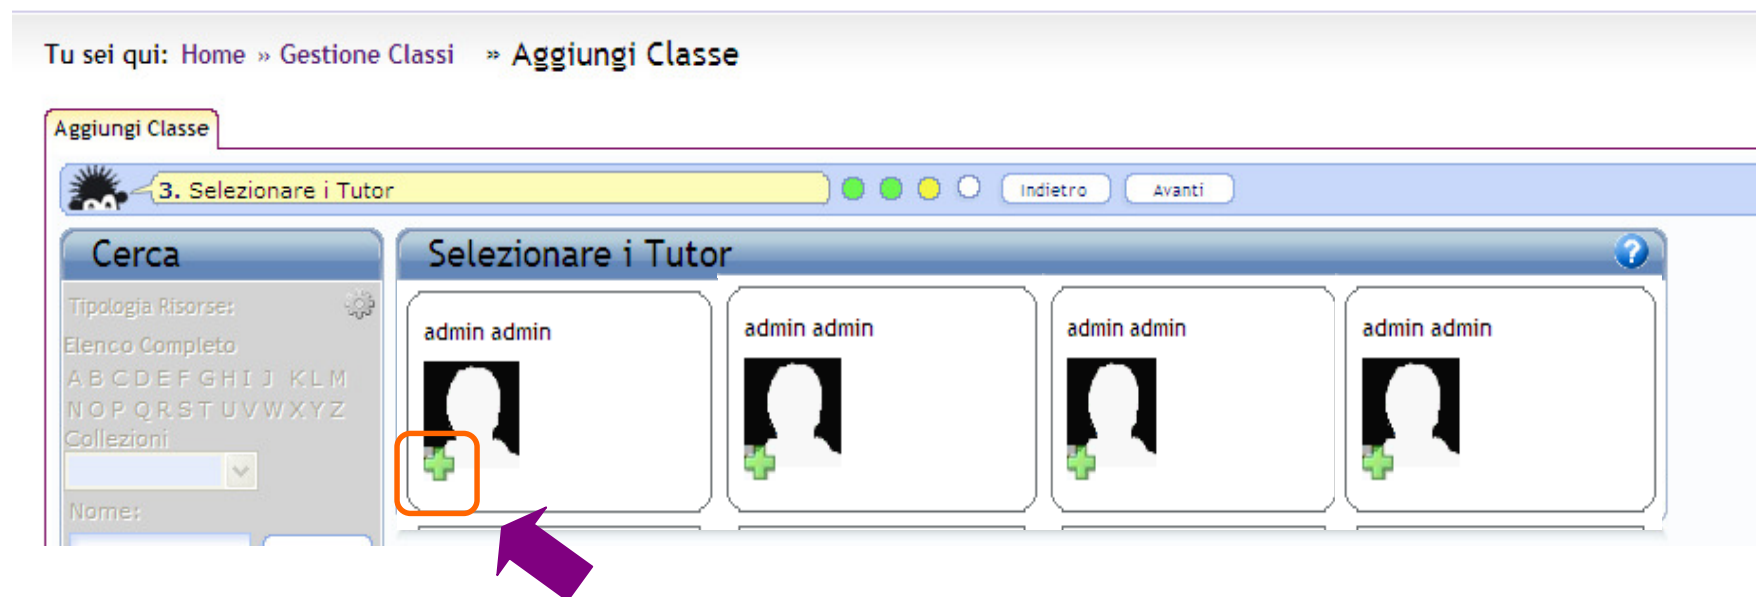 Tu sei qui: Home » Gestione Classi » Aggiungi Classe
Aggiungi Classe
3. Selezionare i Tutor
Indietro
Avanti
Cerca
Selezionare i Tutor
?
Tipologia Risorse:
Elenco Completo
A B C D E F G H I J K L M
N O P Q R S T U V W X Y Z
Collezioni
Nome:
admin admin
admin admin
admin admin
admin admin